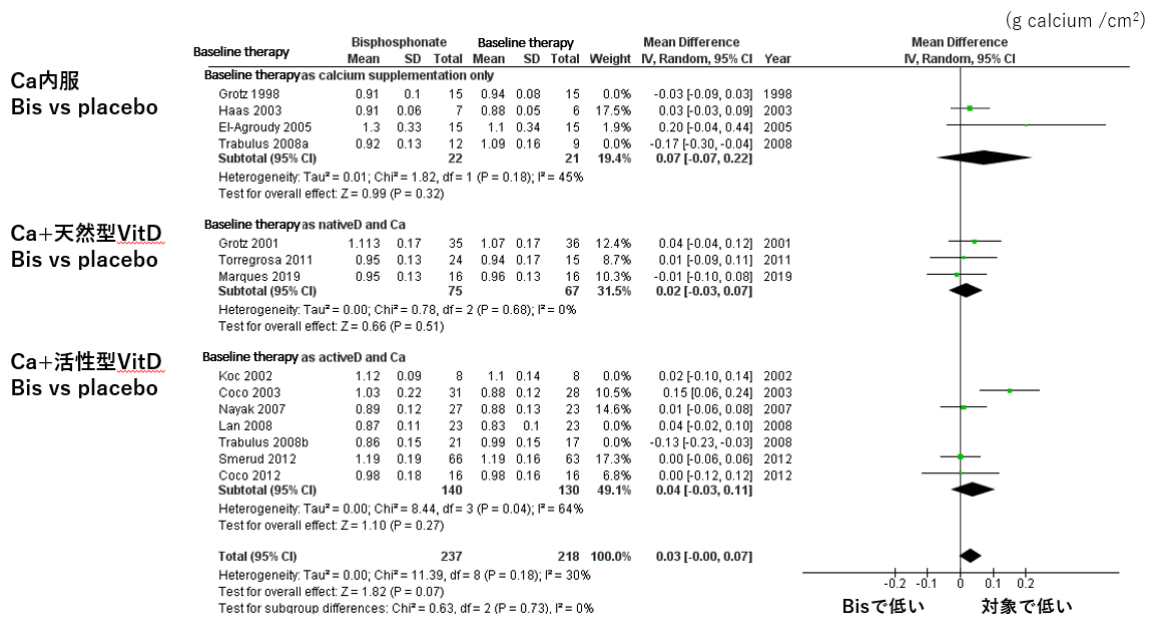 (g calcium /cm²)
Baseline therapy Bisphosphonate Baseline therapy Mean Difference Mean Difference
Mean SD Total Mean SD Total Weight IV, Random, 95% CI Year IV, Random, 95% CI
Ca内服
Bis vs placebo
Baseline therapy as calcium supplementation only
Grotz 1998 0.91 0.1 15 0.94 0.08 15 0.0% -0.03 [-0.09, 0.03] 1998
Haas 2003 0.91 0.06 7 0.88 0.05 6 17.5% 0.03 [-0.03, 0.09] 2003
El-Agroudy 2005 1.3 0.33 15 1.1 0.34 15 1.9% 0.20 [-0.04, 0.44] 2005
Trabulus 2008a 0.92 0.13 12 1.09 0.16 9 0.0% -0.17 [-0.30, -0.04] 2008
Subtotal (95% CI) 22 21 19.4% 0.07 [-0.07, 0.22]
Heterogeneity: Tau² = 0.01; Chi² = 1.82, df = 1 (P = 0.18); I² = 45%
Test for overall effect: Z = 0.99 (P = 0.32)
Ca+天然型VitD
Bis vs placebo
Baseline therapy as nativeD and Ca
Grotz 2001 1.113 0.17 35 1.07 0.17 36 12.4% 0.04 [-0.04, 0.12] 2001
Torregrosa 2011 0.95 0.13 24 0.94 0.17 15 8.7% 0.01 [-0.09, 0.11] 2011
Marques 2019 0.95 0.13 16 0.96 0.13 16 10.3% -0.01 [-0.10, 0.08] 2019
Subtotal (95% CI) 75 67 31.5% 0.02 [-0.03, 0.07]
Heterogeneity: Tau² = 0.00; Chi² = 0.78, df = 2 (P = 0.68); I² = 0%
Test for overall effect: Z = 0.66 (P = 0.51)
Ca+活性型VitD
Bis vs placebo
Baseline therapy as activeD and Ca
Koc 2002 1.12 0.09 8 1.1 0.14 8 0.0% 0.02 [-0.10, 0.14] 2002
Coco 2003 1.03 0.22 31 0.88 0.12 28 10.5% 0.15 [0.06, 0.24] 2003
Nayak 2007 0.89 0.12 27 0.88 0.13 23 14.6% 0.01 [-0.06, 0.08] 2007
Lan 2008 0.87 0.11 23 0.83 0.1 23 0.0% 0.04 [-0.02, 0.10] 2008
Trabulus 2008b 0.86 0.15 21 0.99 0.15 17 0.0% -0.13 [-0.23, -0.03] 2008
Smerud 2012 1.19 0.19 66 1.19 0.16 63 17.3% 0.00 [-0.06, 0.06] 2012
Coco 2012 0.98 0.18 16 0.98 0.16 16 6.8% 0.00 [-0.12, 0.12] 2012
Subtotal (95% CI) 140 130 49.1% 0.04 [-0.03, 0.11]
Heterogeneity: Tau² = 0.00; Chi² = 8.44, df = 3 (P = 0.04); I² = 64%
Test for overall effect: Z = 1.10 (P = 0.27)
Total (95% CI) 237 218 100.0% 0.03 [-0.00, 0.07]
Heterogeneity: Tau² = 0.00; Chi² = 11.39, df = 8 (P = 0.18); I² = 30%
Test for overall effect: Z = 1.82 (P = 0.07)
Test for subgroup differences: Chi² = 0.63, df = 2 (P = 0.73), I² = 0%
-0.2 -0.1 0 0.1 0.2
Bisで低い 対象で低い